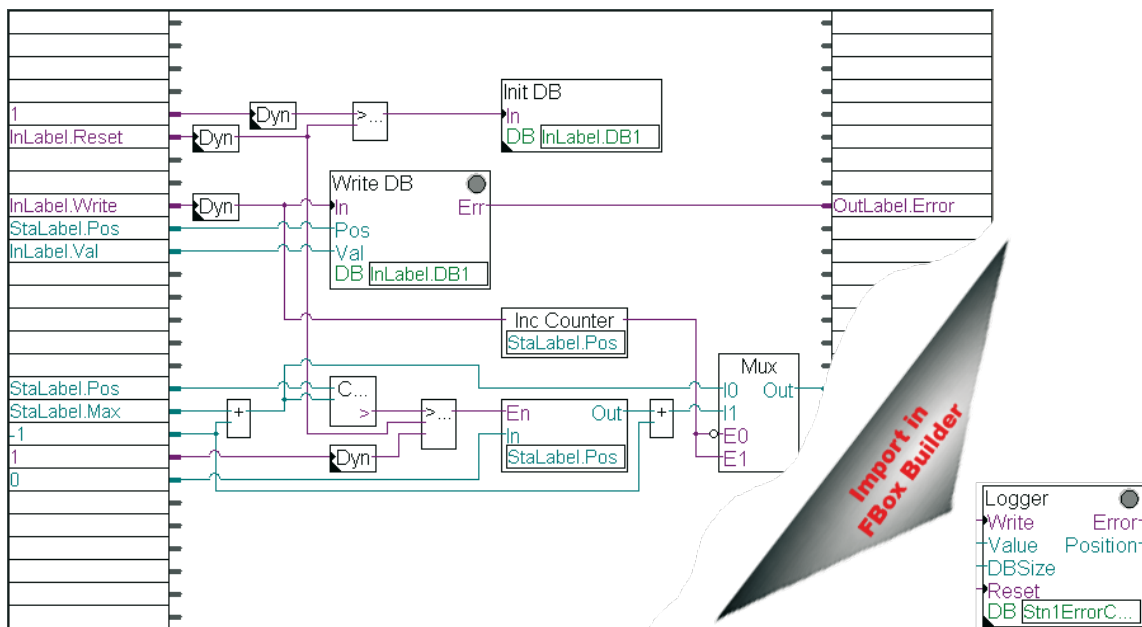 1
InLabel.Reset
InLabel.Write
StaLabel.Pos
InLabel.Val
StaLabel.Pos
StaLabel.Max
-1
1
0
Dyn
Dyn
>...
Init DB
In
DB InLabel.DB1
Dyn
Write DB
In Err
Pos
Val
DB InLabel.DB1
OutLabel.Error
Inc Counter
StaLabel.Pos
C...
>
+
>...
Dyn
En Out
In
StaLabel.Pos
+
Mux
I0 Out
I1
E0
E1
Import in
FBox Builder
Logger
Write Error
Value Position
DBSize
Reset
DB Stn1ErrorC...